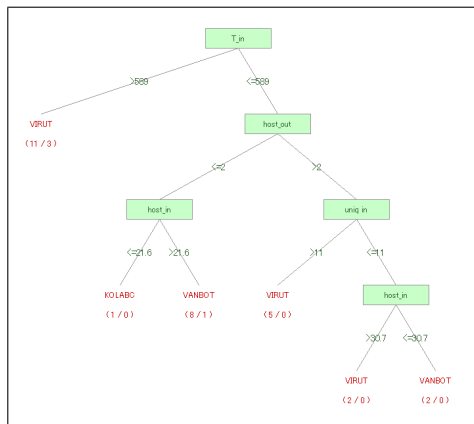 T_in
>589
<=589
VIRUT
(11 / 3)
host_out
<=2
>2
host_in
uniq in
<=21.6
>21.6
>11
<=11
KOLABC
(1 / 0)
VANBOT
(8 / 1)
VIRUT
(5 / 0)
host_in
>30.7
<=30.7
VIRUT
(2 / 0)
VANBOT
(2 / 0)